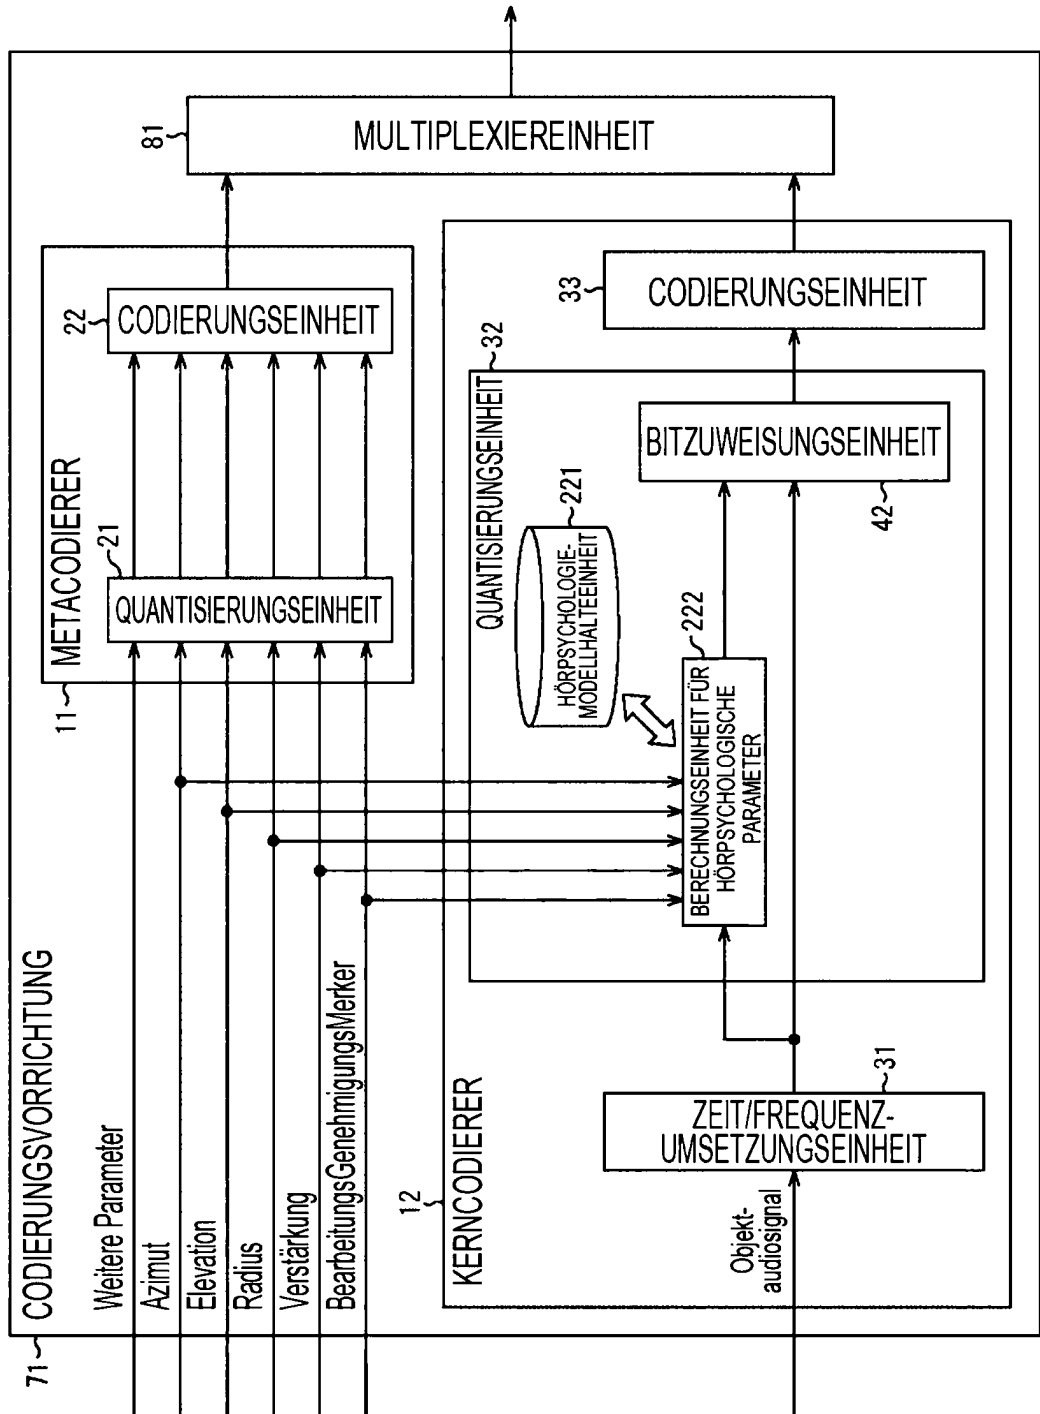 71
CODIERUNGSVORRICHTUNG
Weitere Parameter
Azimut
Elevation
Radius
Verstärkung
BearbeitungsGenehmigungsMerker
11
METACODIERER
21
QUANTISIERUNGSEINHEIT
22
CODIERUNGSEINHEIT
81
MULTIPLEXIEREINHEIT
12
KERNCODIERER
Objekt-
audiosignal
31
ZEIT/FREQUENZ-
UMSETZUNGSEINHEIT
QUANTISIERUNGSEINHEIT
32
221
HÖRPSYCHOLOGIE-
MODELLHALTEEINHEIT
222
BERECHNUNGSEINHEIT FÜR
HÖRPSYCHOLOGISCHE
PARAMETER
BITZUWEISUNGSEINHEIT
42
33
CODIERUNGSEINHEIT